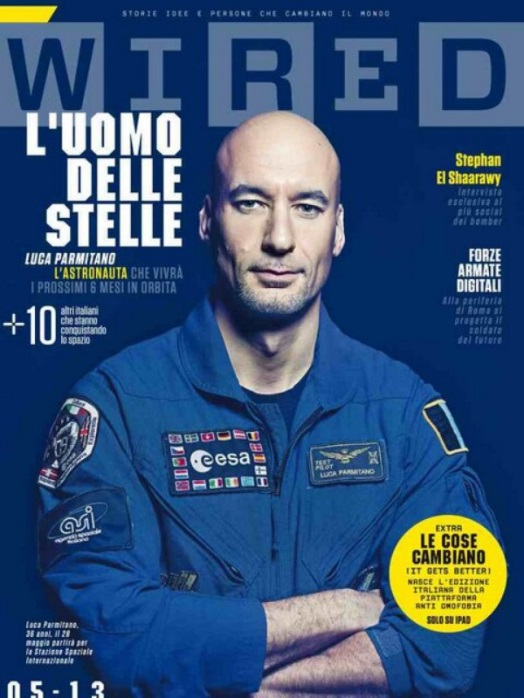 STORIE IDEE E PERSONE CHE CAMBIANO IL MONDO
WIRED
L'UOMO
DELLE
STELLE
LUCA PARMITANO
L'ASTRONAUTA CHE VIVRÀ
I PROSSIMI 6 MESI IN ORBITA
+10 altri italiani
che stanno
conquistando
lo spazio
Stephan
El Shaarawy
Intervista
esclusiva al
più social
dei bomber
FORZE
ARMATE
DIGITALI
Alla periferia
di Roma si
progetta il
soldato
del futuro
esa
TEST
PILOT
LUCA PARMITANO
asi
agenzia spaziale
italiana
EXTRA
LE COSE
CAMBIANO
(IT GETS BETTER)
NASCE L'EDIZIONE
ITALIANA DELLA
PIATTAFORMA
ANTI OMOFOBIA
SOLO SU IPAD
Luca Parmitano,
36 anni, il 28
maggio partirà per
la Stazione Spaziale
Internazionale
05-13